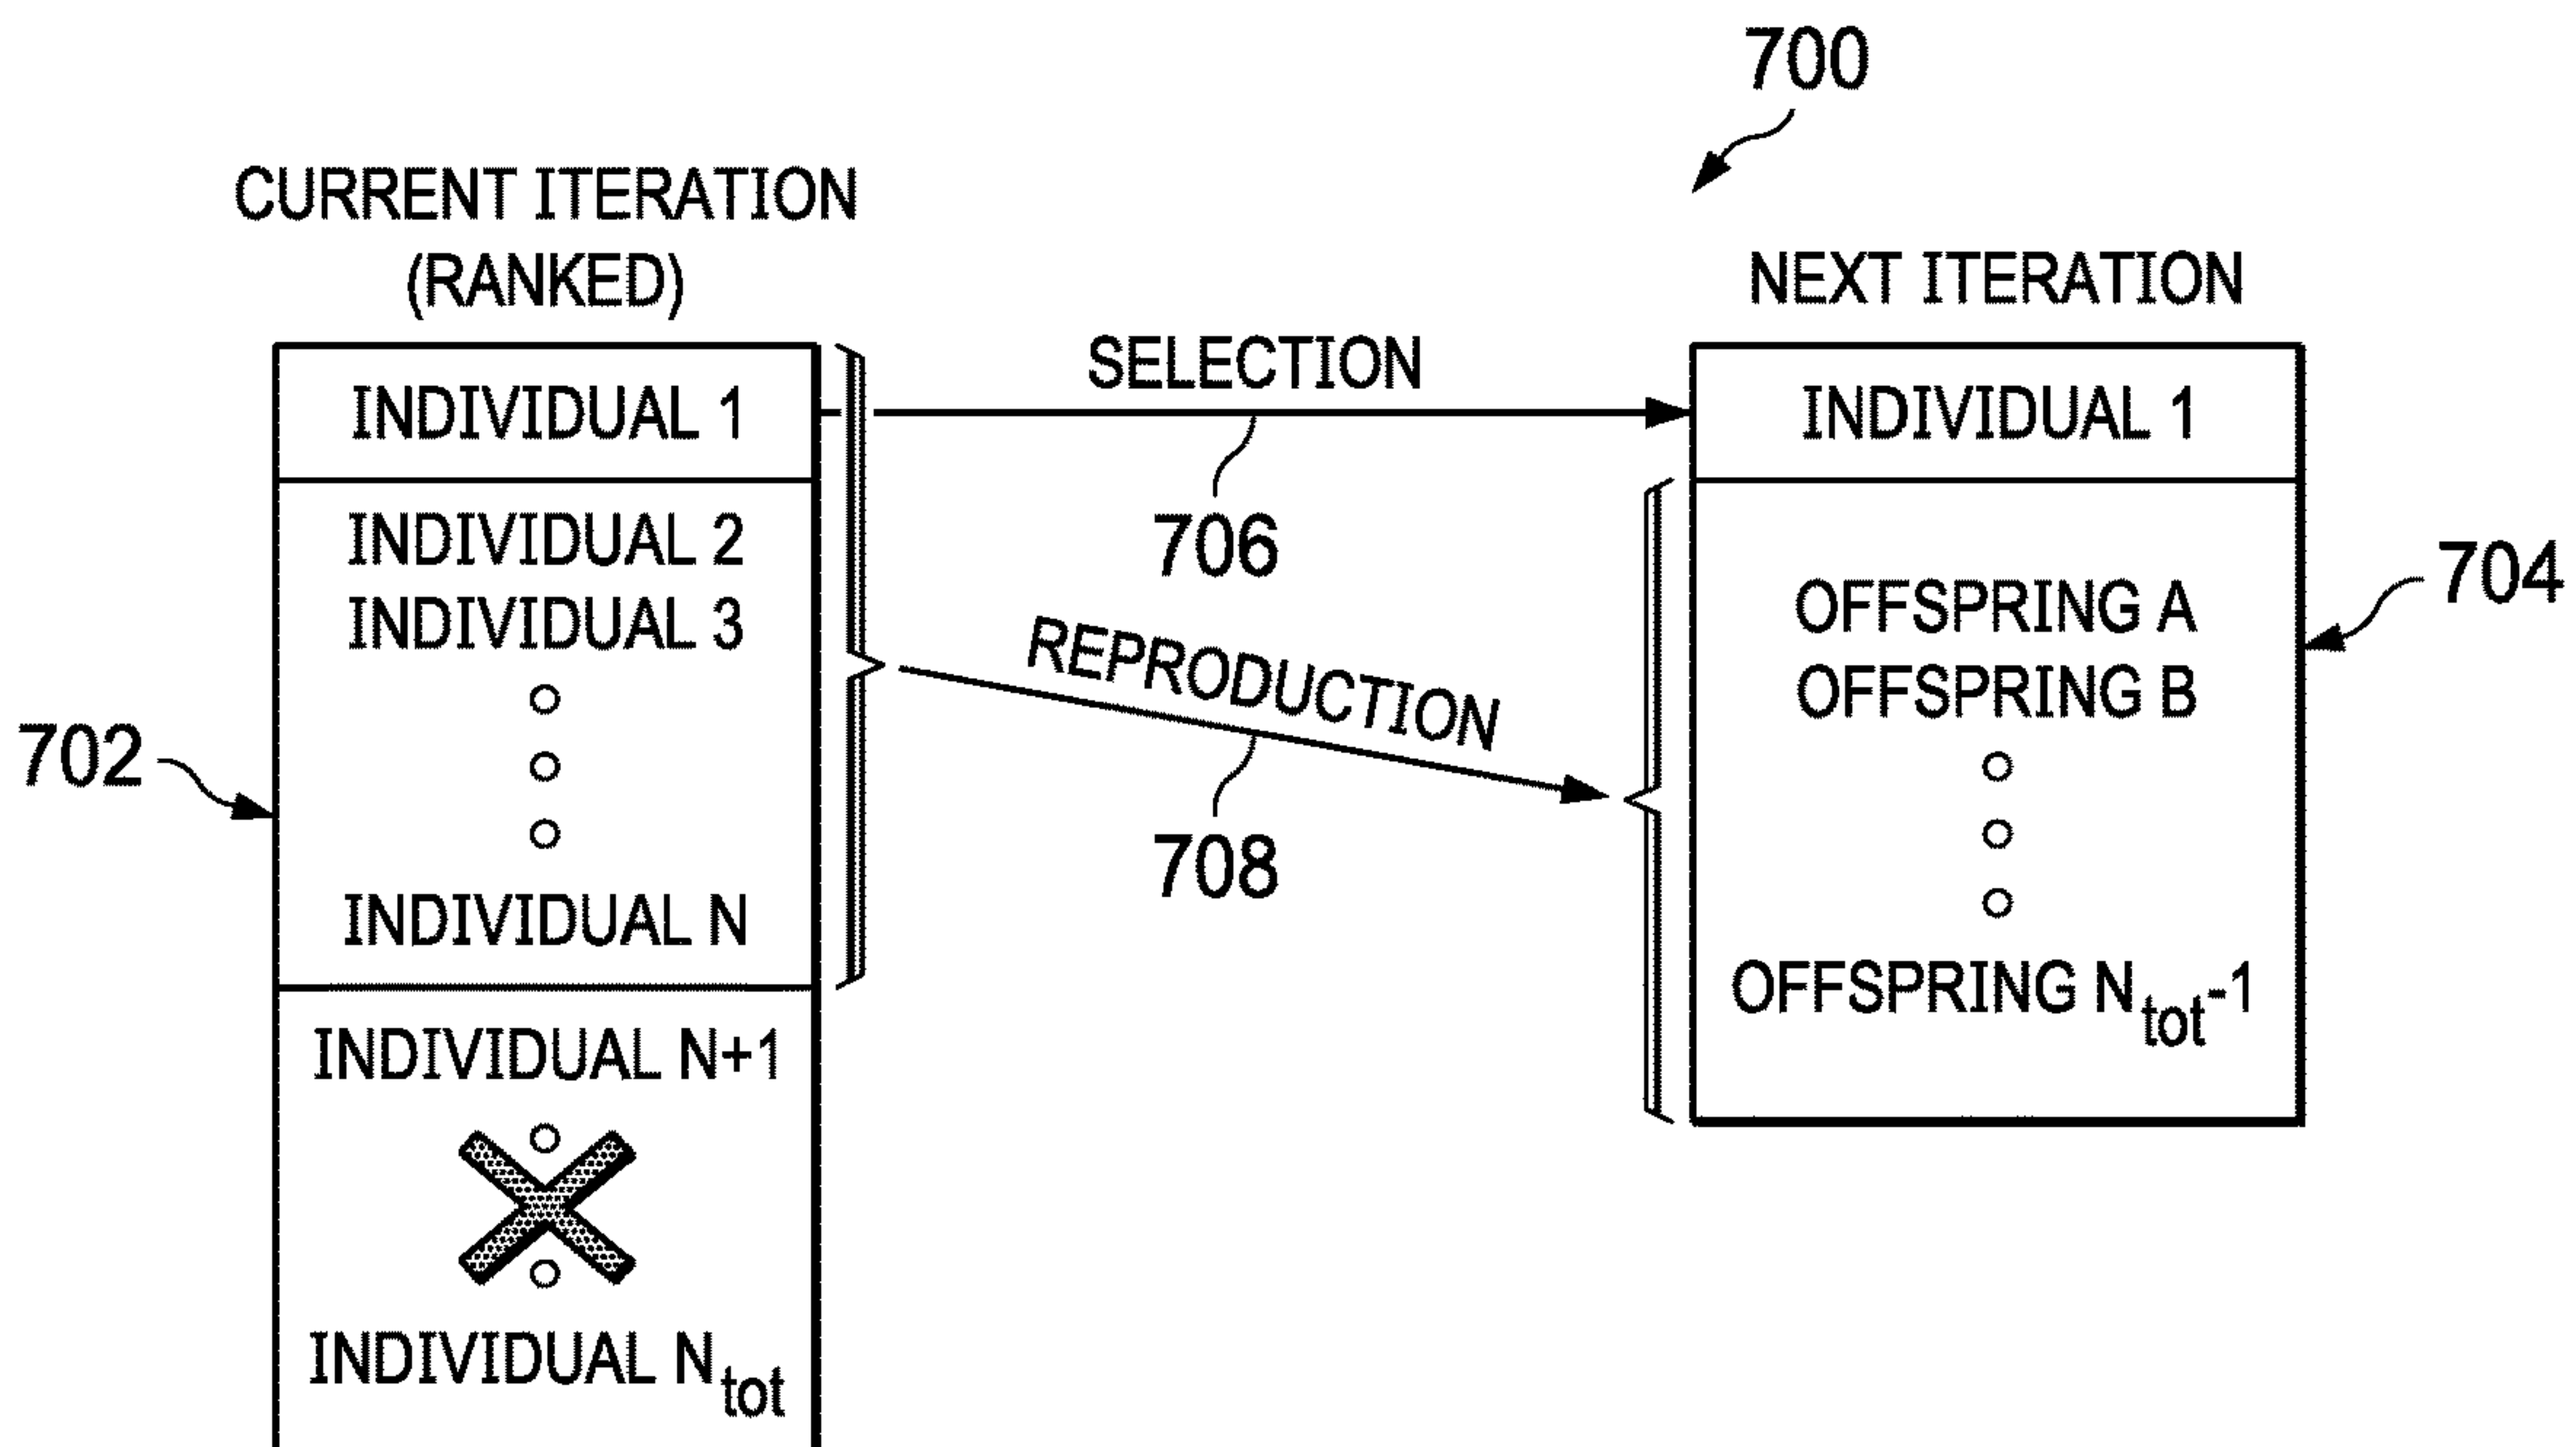 700
CURRENT ITERATION
(RANKED)
NEXT ITERATION
SELECTION
INDIVIDUAL 1
INDIVIDUAL 1
INDIVIDUAL 2
INDIVIDUAL 3
INDIVIDUAL N
706
REPRODUCTION
708
702
OFFSPRING A
OFFSPRING B
OFFSPRING Ntot-1
704
INDIVIDUAL N+1
INDIVIDUAL Ntot